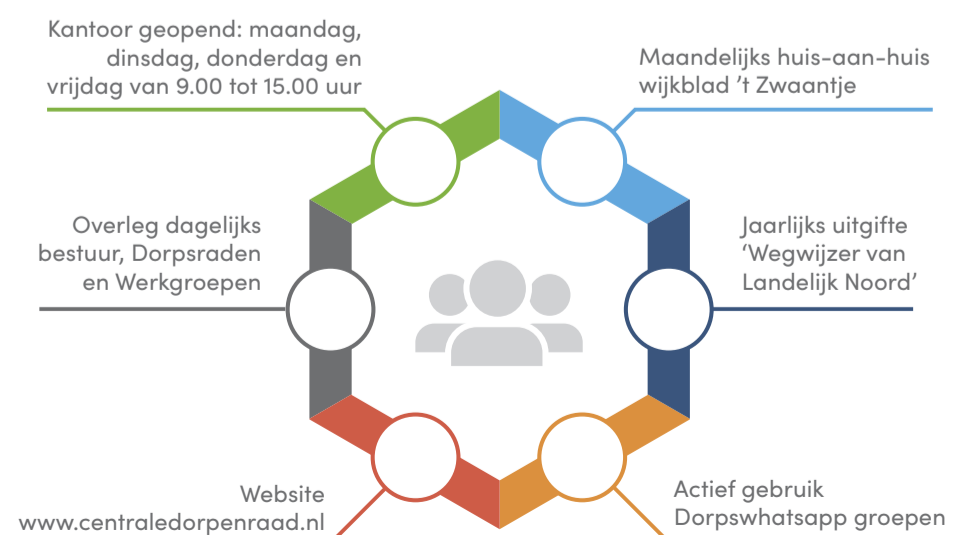 Kantoor geopend: maandag,
dinsdag, donderdag en
vrijdag van 9.00 tot 15.00 uur
Maandelijks huis-aan-huis
wijkblad ’t Zwaantje
Overleg dagelijks
bestuur, Dorpsraden
en Werkgroepen
Jaarlijks uitgifte
‘Wegwijzer van
Landelijk Noord’
Website
www.centraledorpenraad.nl
Actief gebruik
Dorpswhatsapp groepen